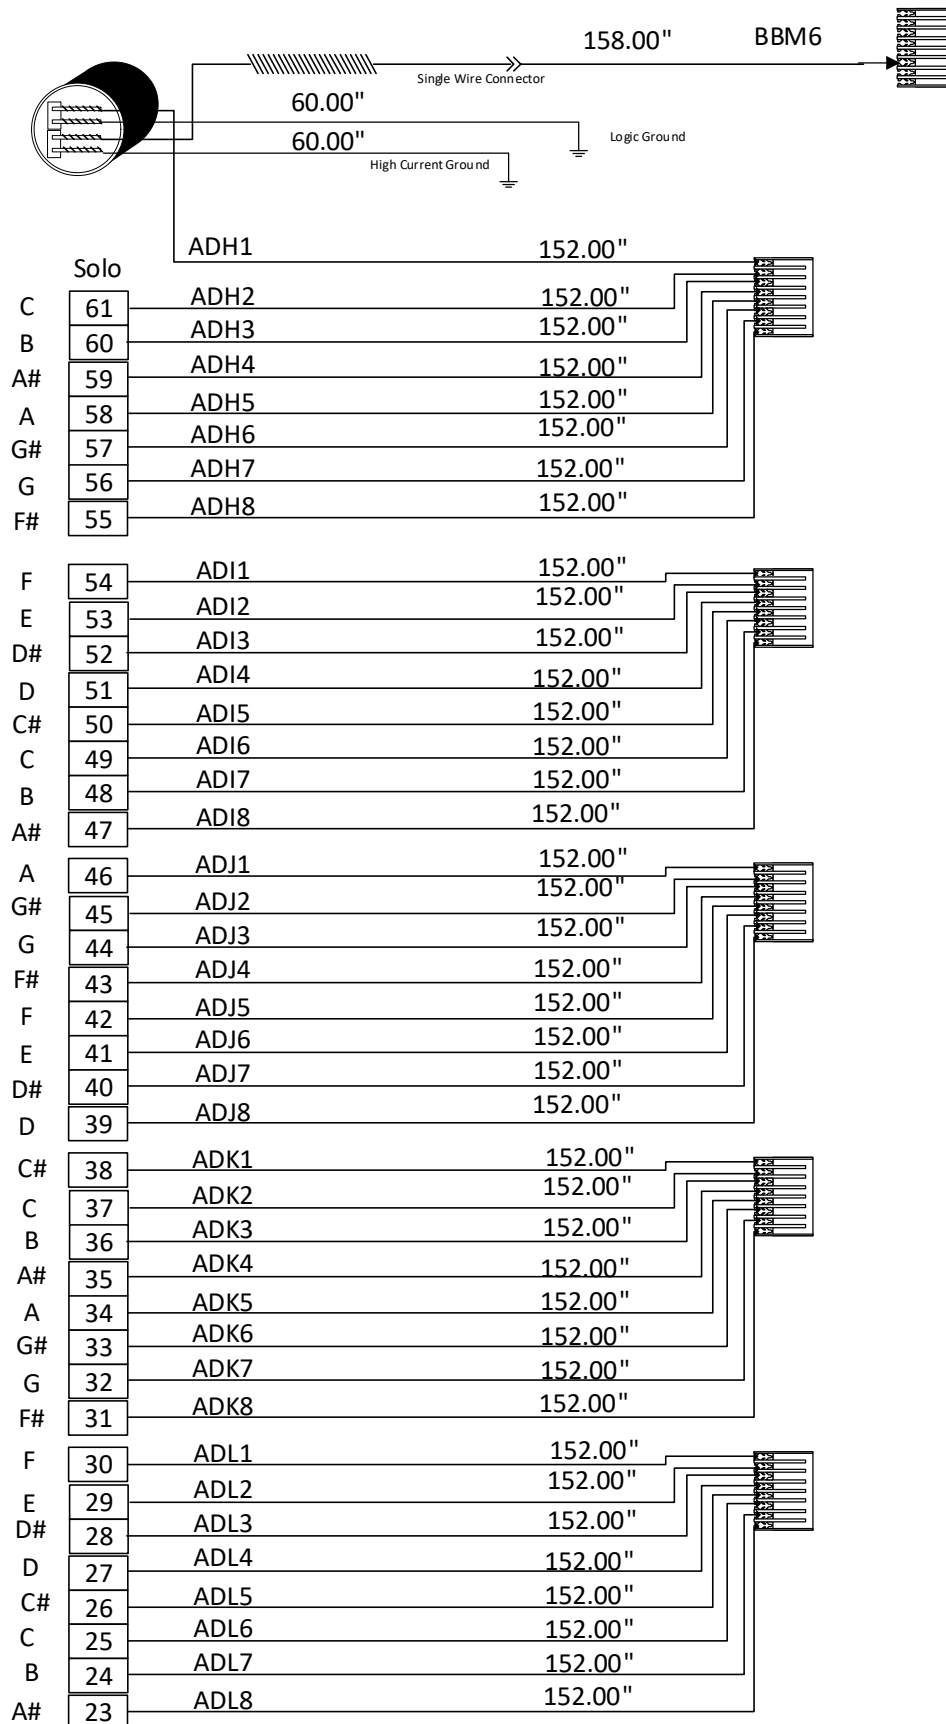 158.00" BBM6
Single Wire Connector
60.00"
Logic Ground
60.00"
High Current Ground
ADH1 152.00"
Solo
C 61 ADH2 152.00"
B 60 ADH3 152.00"
A# 59 ADH4 152.00"
A 58 ADH5 152.00"
G# 57 ADH6 152.00"
G 56 ADH7 152.00"
F# 55 ADH8 152.00"
F 54 ADI1 152.00"
E 53 ADI2 152.00"
D# 52 ADI3 152.00"
D 51 ADI4 152.00"
C# 50 ADI5 152.00"
C 49 ADI6 152.00"
B 48 ADI7 152.00"
A# 47 ADI8 152.00"
A 46 ADJ1 152.00"
G# 45 ADJ2 152.00"
G 44 ADJ3 152.00"
F# 43 ADJ4 152.00"
F 42 ADJ5 152.00"
E 41 ADJ6 152.00"
D# 40 ADJ7 152.00"
D 39 ADJ8 152.00"
C# 38 ADK1 152.00"
C 37 ADK2 152.00"
B 36 ADK3 152.00"
A# 35 ADK4 152.00"
A 34 ADK5 152.00"
G# 33 ADK6 152.00"
G 32 ADK7 152.00"
F# 31 ADK8 152.00"
F 30 ADL1 152.00"
E 29 ADL2 152.00"
D# 28 ADL3 152.00"
D 27 ADL4 152.00"
C# 26 ADL5 152.00"
C 25 ADL6 152.00"
B 24 ADL7 152.00"
A# 23 ADL8 152.00"